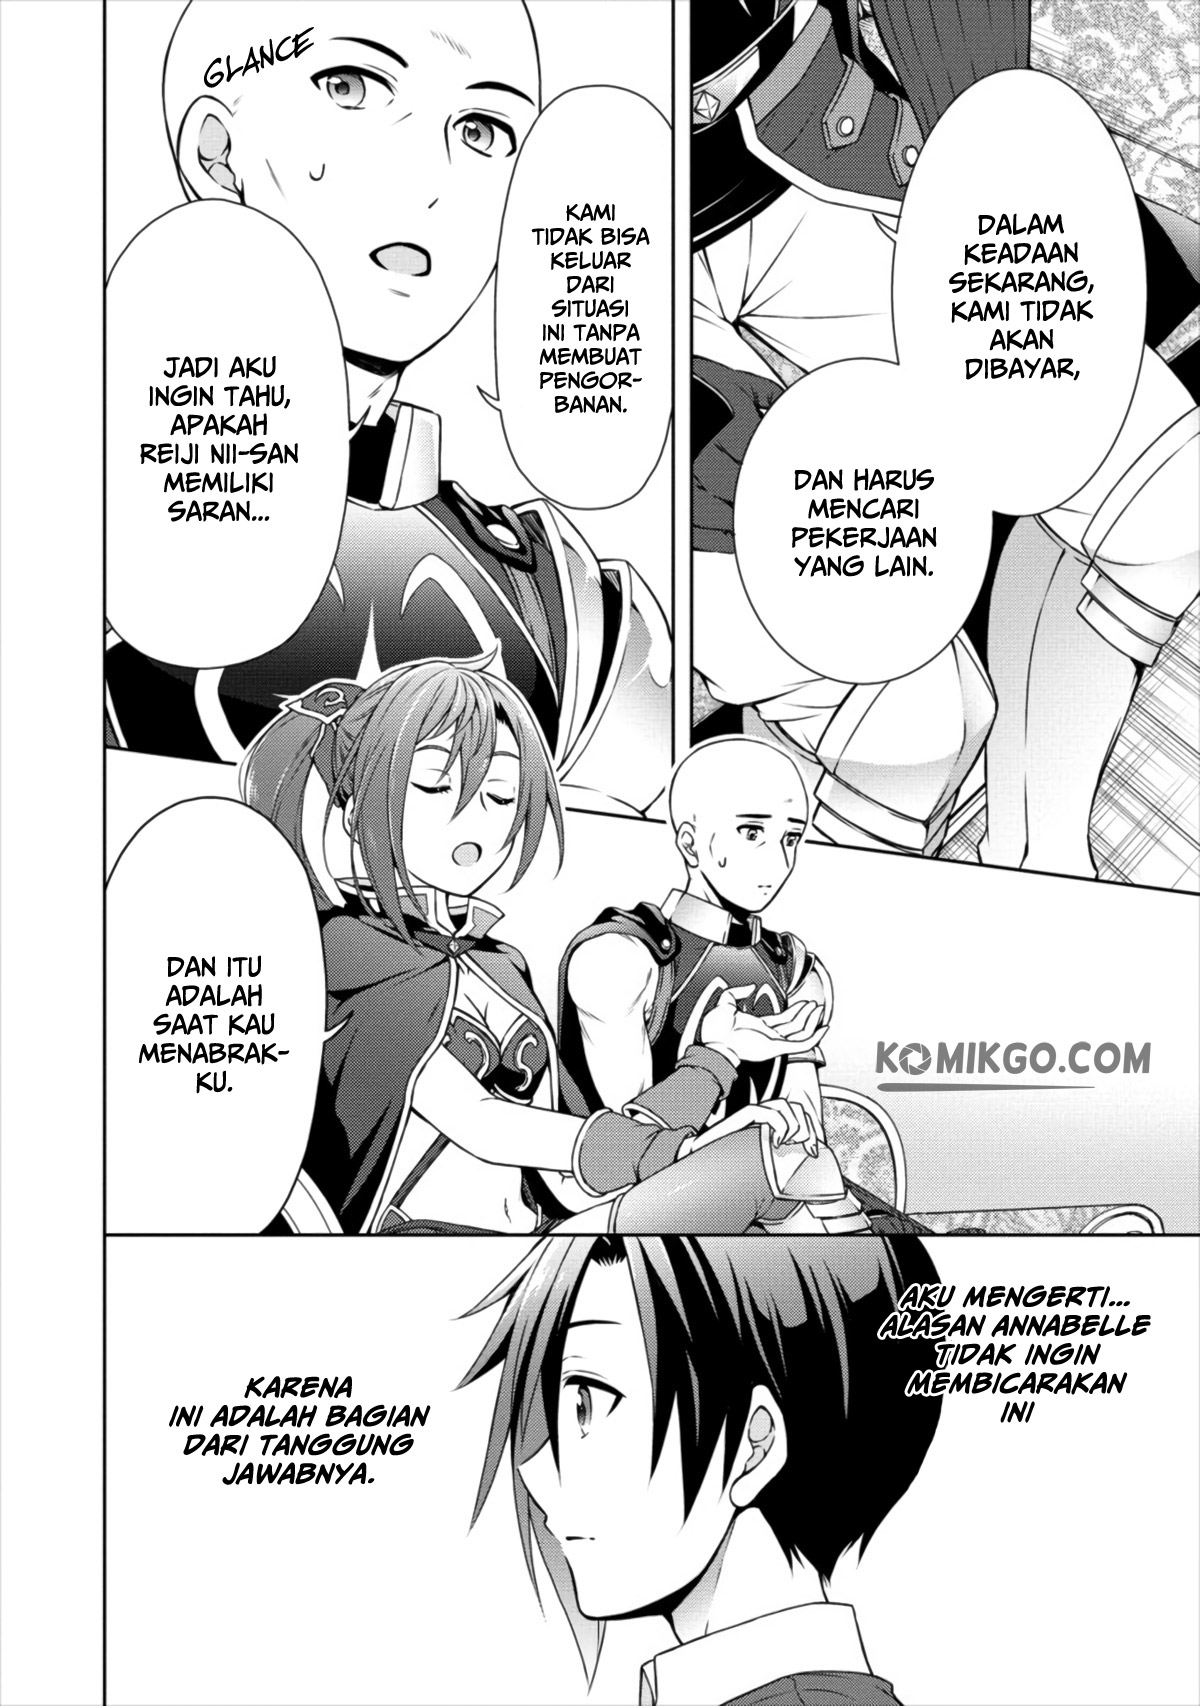 DALAM
KEADAAN
SEKARANG,
KAMI TIDAK
AKAN
DIBAYAR,
DAN HARUS
MENCARI
PEKERJAAN
YANG LAIN.
GLANCE
KAMI
TIDAK BISA
KELUAR
DARI
SITUASI
INI TANPA
MEMBUAT
PENGOR-
BANAN.
JADI AKU
INGIN TAHU,
APAKAH
REIJI NII-SAN
MEMILIKI
SARAN...
DAN ITU
ADALAH
SAAT KAU
MENABRAK-
KU.
KOMIKGO.COM
AKU MENGERTI...
ALASAN ANNABELLE
TIDAK INGIN
MEMBICARAKAN
INI
KARENA
INI ADALAH BAGIAN
DARI TANGGUNG
JAWABNYA.